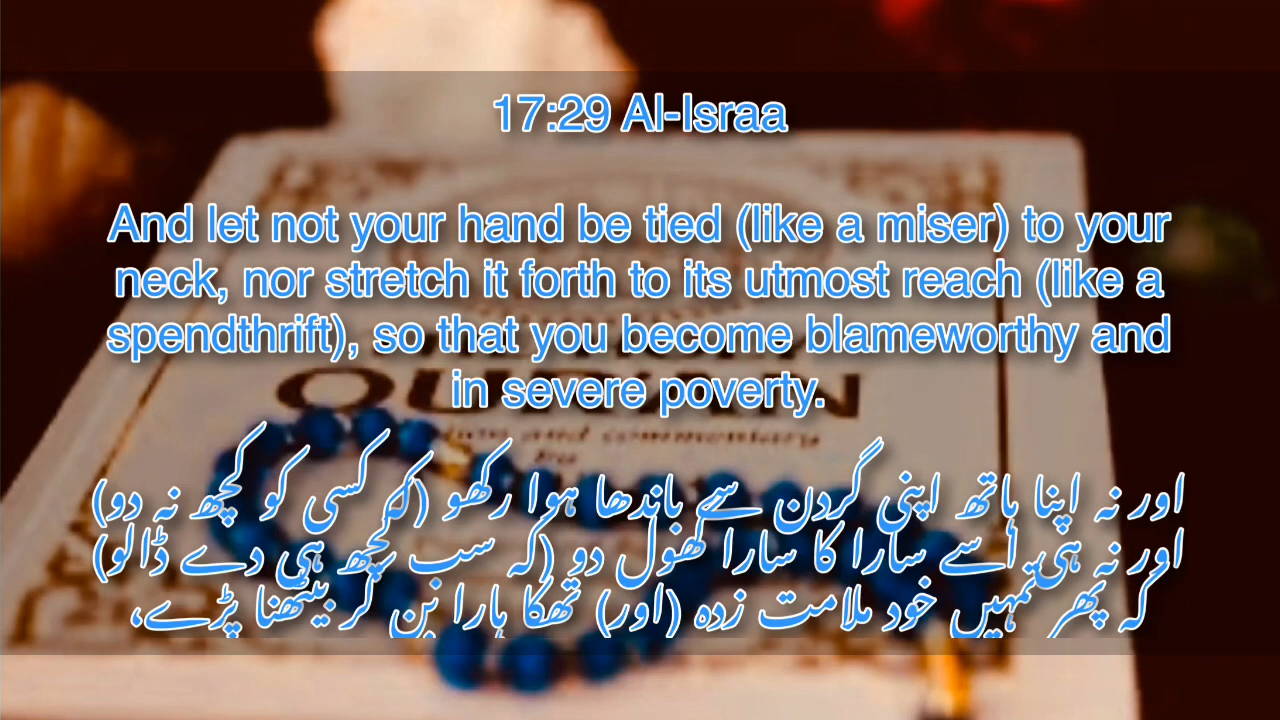 17:29 Al-Israa
And let not your hand be tied (like a miser) to your
neck, nor stretch it forth to its utmost reach (like a
spendthrift), so that you become blameworthy and
in severe poverty.
QUR'AN
and commentary
اور نہ اپنا ہاتھ اپنی گردن سے باندھا ہوا رکھو (کہ کسی کو کچھ نہ دو)
اور نہ ہی اسے سارا کا سارا کھول دو (کہ سب کچھ ہی دے ڈالو)
کہ پھر تمہیں خود ملامت زدہ (اور) تھکا ہارا بن کر بیٹھنا پڑے،